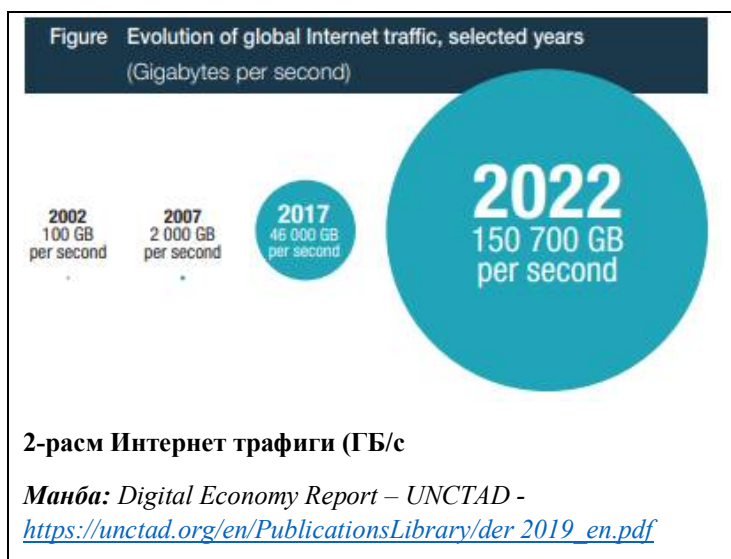 Figure Evolution of global Internet traffic, selected years
(Gigabytes per second)
2002
100 GB
per second
2007
2 000 GB
per second
2017
46 000 GB
per second
2022
150 700 GB
per second
2-расм Интернет трафиги (ГБ/с
Манба: Digital Economy Report – UNCTAD -
https://unctad.org/en/PublicationsLibrary/der 2019_en.pdf